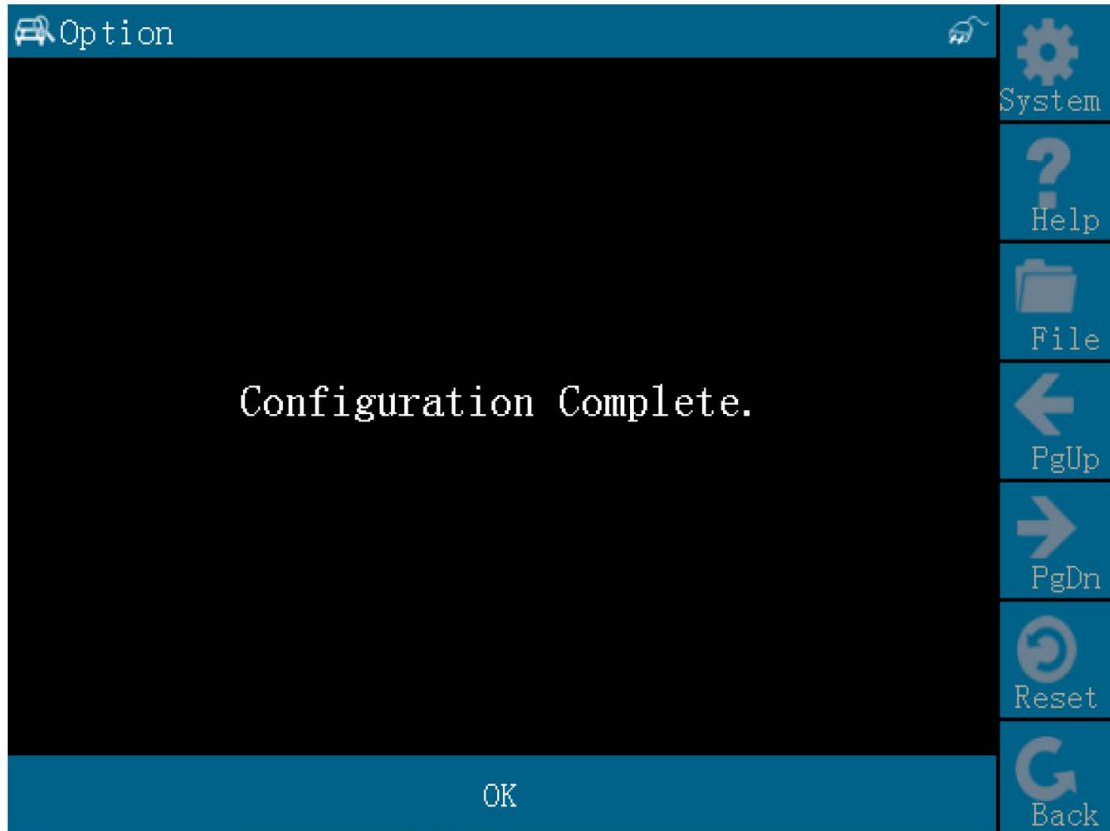 Option
System
Help
File
Configuration Complete.
PgUp
PgDn
Reset
OK
Back